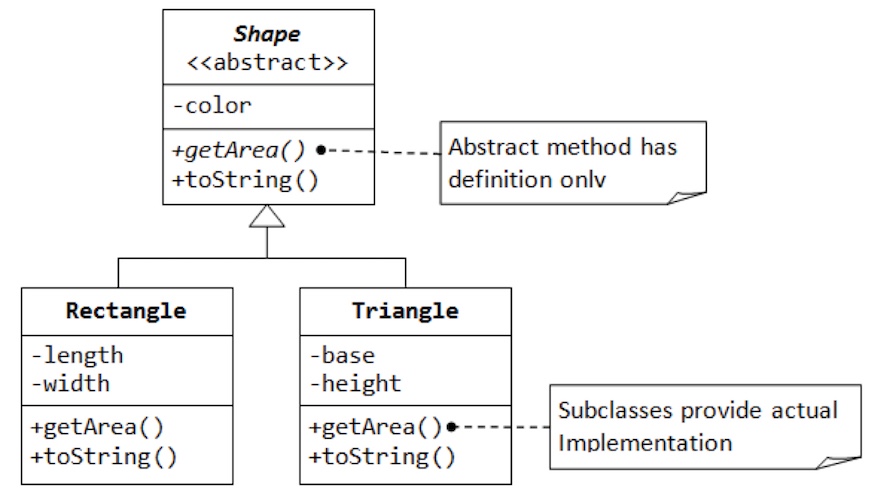 Shape
<<abstract>>
-color
+getArea()
+toString()
Abstract method has
definition only
Rectangle
-length
-width
+getArea()
+toString()
Triangle
-base
-height
+getArea()
+toString()
Subclasses provide actual
Implementation